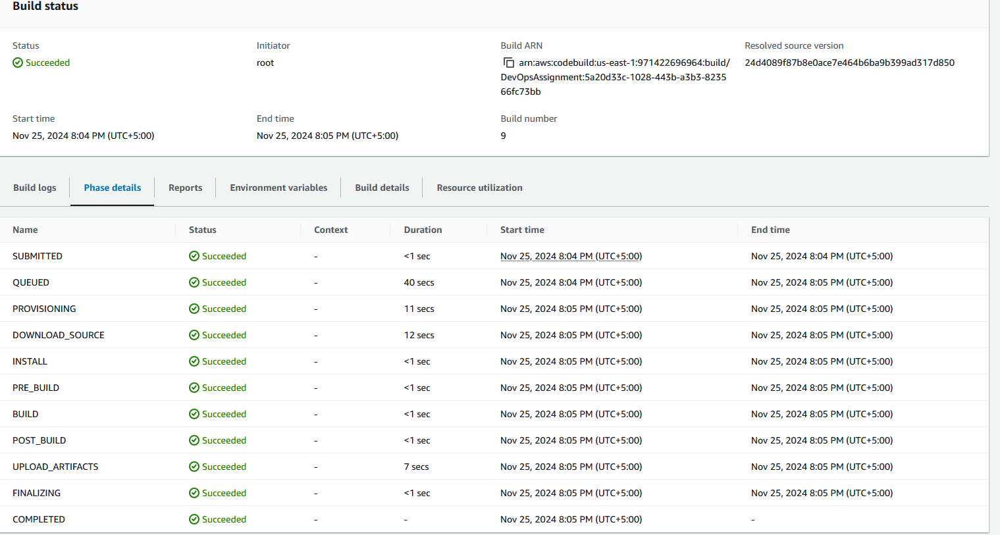 Build status
Status
Succeeded
Initiator
root
Build ARN
arn:aws:codebuild:us-east-1:971422696964:build/
DevOpsAssignment:5a20d33c-1028-443b-a3b3-8235
66fc73bb
Resolved source version
24d4089f87b8e0ace7e464b6ba9b399ad317d850
Start time
Nov 25, 2024 8:04 PM (UTC+5:00)
End time
Nov 25, 2024 8:05 PM (UTC+5:00)
Build number
9
Build logs Phase details Reports Environment variables Build details Resource utilization
Name Status Context Duration Start time End time
SUBMITTED Succeeded - <1 sec Nov 25, 2024 8:04 PM (UTC+5:00) Nov 25, 2024 8:04 PM (UTC+5:00)
QUEUED Succeeded - 40 secs Nov 25, 2024 8:04 PM (UTC+5:00) Nov 25, 2024 8:05 PM (UTC+5:00)
PROVISIONING Succeeded - 11 secs Nov 25, 2024 8:05 PM (UTC+5:00) Nov 25, 2024 8:05 PM (UTC+5:00)
DOWNLOAD_SOURCE Succeeded - 12 secs Nov 25, 2024 8:05 PM (UTC+5:00) Nov 25, 2024 8:05 PM (UTC+5:00)
INSTALL Succeeded - <1 sec Nov 25, 2024 8:05 PM (UTC+5:00) Nov 25, 2024 8:05 PM (UTC+5:00)
PRE_BUILD Succeeded - <1 sec Nov 25, 2024 8:05 PM (UTC+5:00) Nov 25, 2024 8:05 PM (UTC+5:00)
BUILD Succeeded - <1 sec Nov 25, 2024 8:05 PM (UTC+5:00) Nov 25, 2024 8:05 PM (UTC+5:00)
POST_BUILD Succeeded - <1 sec Nov 25, 2024 8:05 PM (UTC+5:00) Nov 25, 2024 8:05 PM (UTC+5:00)
UPLOAD_ARTIFACTS Succeeded - 7 secs Nov 25, 2024 8:05 PM (UTC+5:00) Nov 25, 2024 8:05 PM (UTC+5:00)
FINALIZING Succeeded - <1 sec Nov 25, 2024 8:05 PM (UTC+5:00) Nov 25, 2024 8:05 PM (UTC+5:00)
COMPLETED Succeeded - - Nov 25, 2024 8:05 PM (UTC+5:00) -